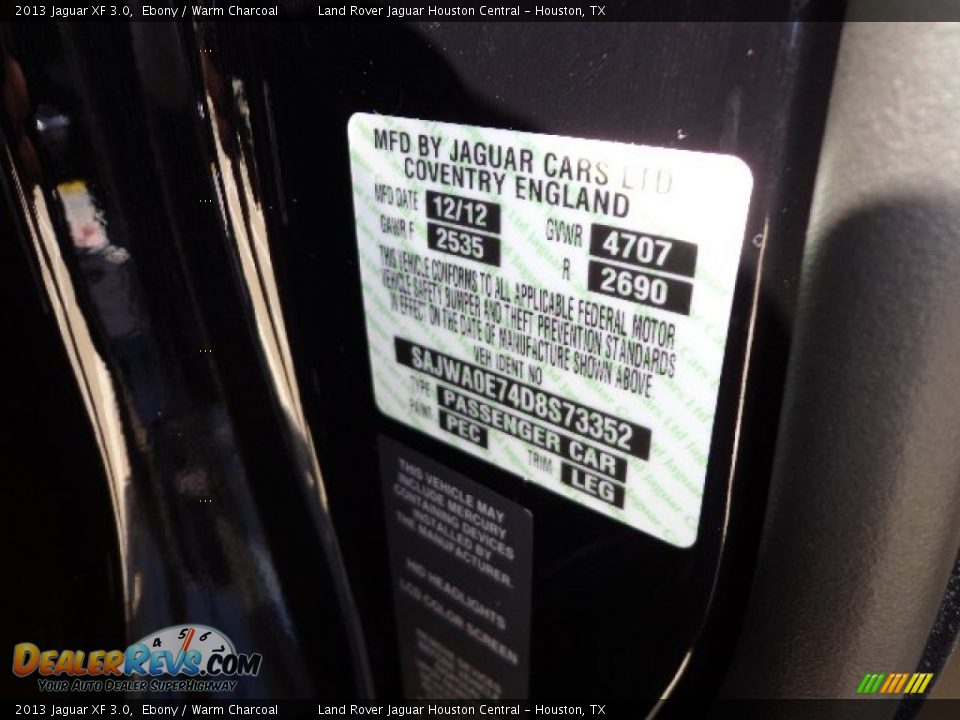 2013 Jaguar XF 3.0, Ebony / Warm Charcoal Land Rover Jaguar Houston Central - Houston, TX
MFD BY JAGUAR CARS LTD
COVENTRY ENGLAND
MFD DATE 12/12 GVWR 4707
GAWR F 2535 R 2690
THIS VEHICLE CONFORMS TO ALL APPLICABLE FEDERAL MOTOR
VEHICLE SAFETY BUMPER AND THEFT PREVENTION STANDARDS
IN EFFECT ON THE DATE OF MANUFACTURE SHOWN ABOVE.
VEH IDENT NO
SAJWA0E74D8S73352
TYPE PASSENGER CAR
PAINT PEC TRIM LEG
THIS VEHICLE MAY
INCLUDE MERCURY
CONTAINING DEVICES
INSTALLED BY
THE MANUFACTURER.
HID HEADLIGHTS
LCD COLOR SCREEN
4 5 6
DEALERREVS.COM
Your Auto Dealer SuperHighway
2013 Jaguar XF 3.0, Ebony / Warm Charcoal Land Rover Jaguar Houston Central - Houston, TX